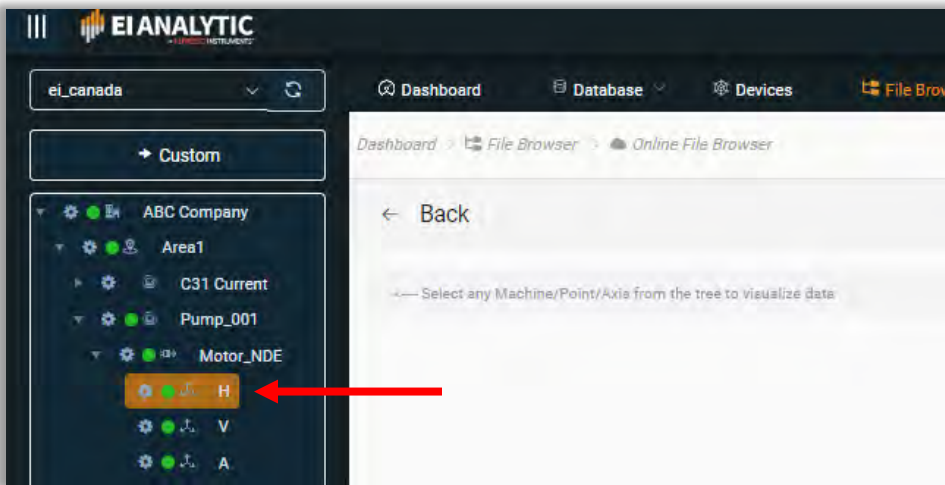 EI ANALYTIC
INSTRUMENTS
ei_canada
Dashboard Database Devices File Brow
Custom
Dashboard > File Browser > Online File Browser
ABC Company
← Back
Area1
C31 Current
<--- Select any Machine/Point/Axis from the tree to visualize data
Pump_001
Motor_NDE
H
V
A